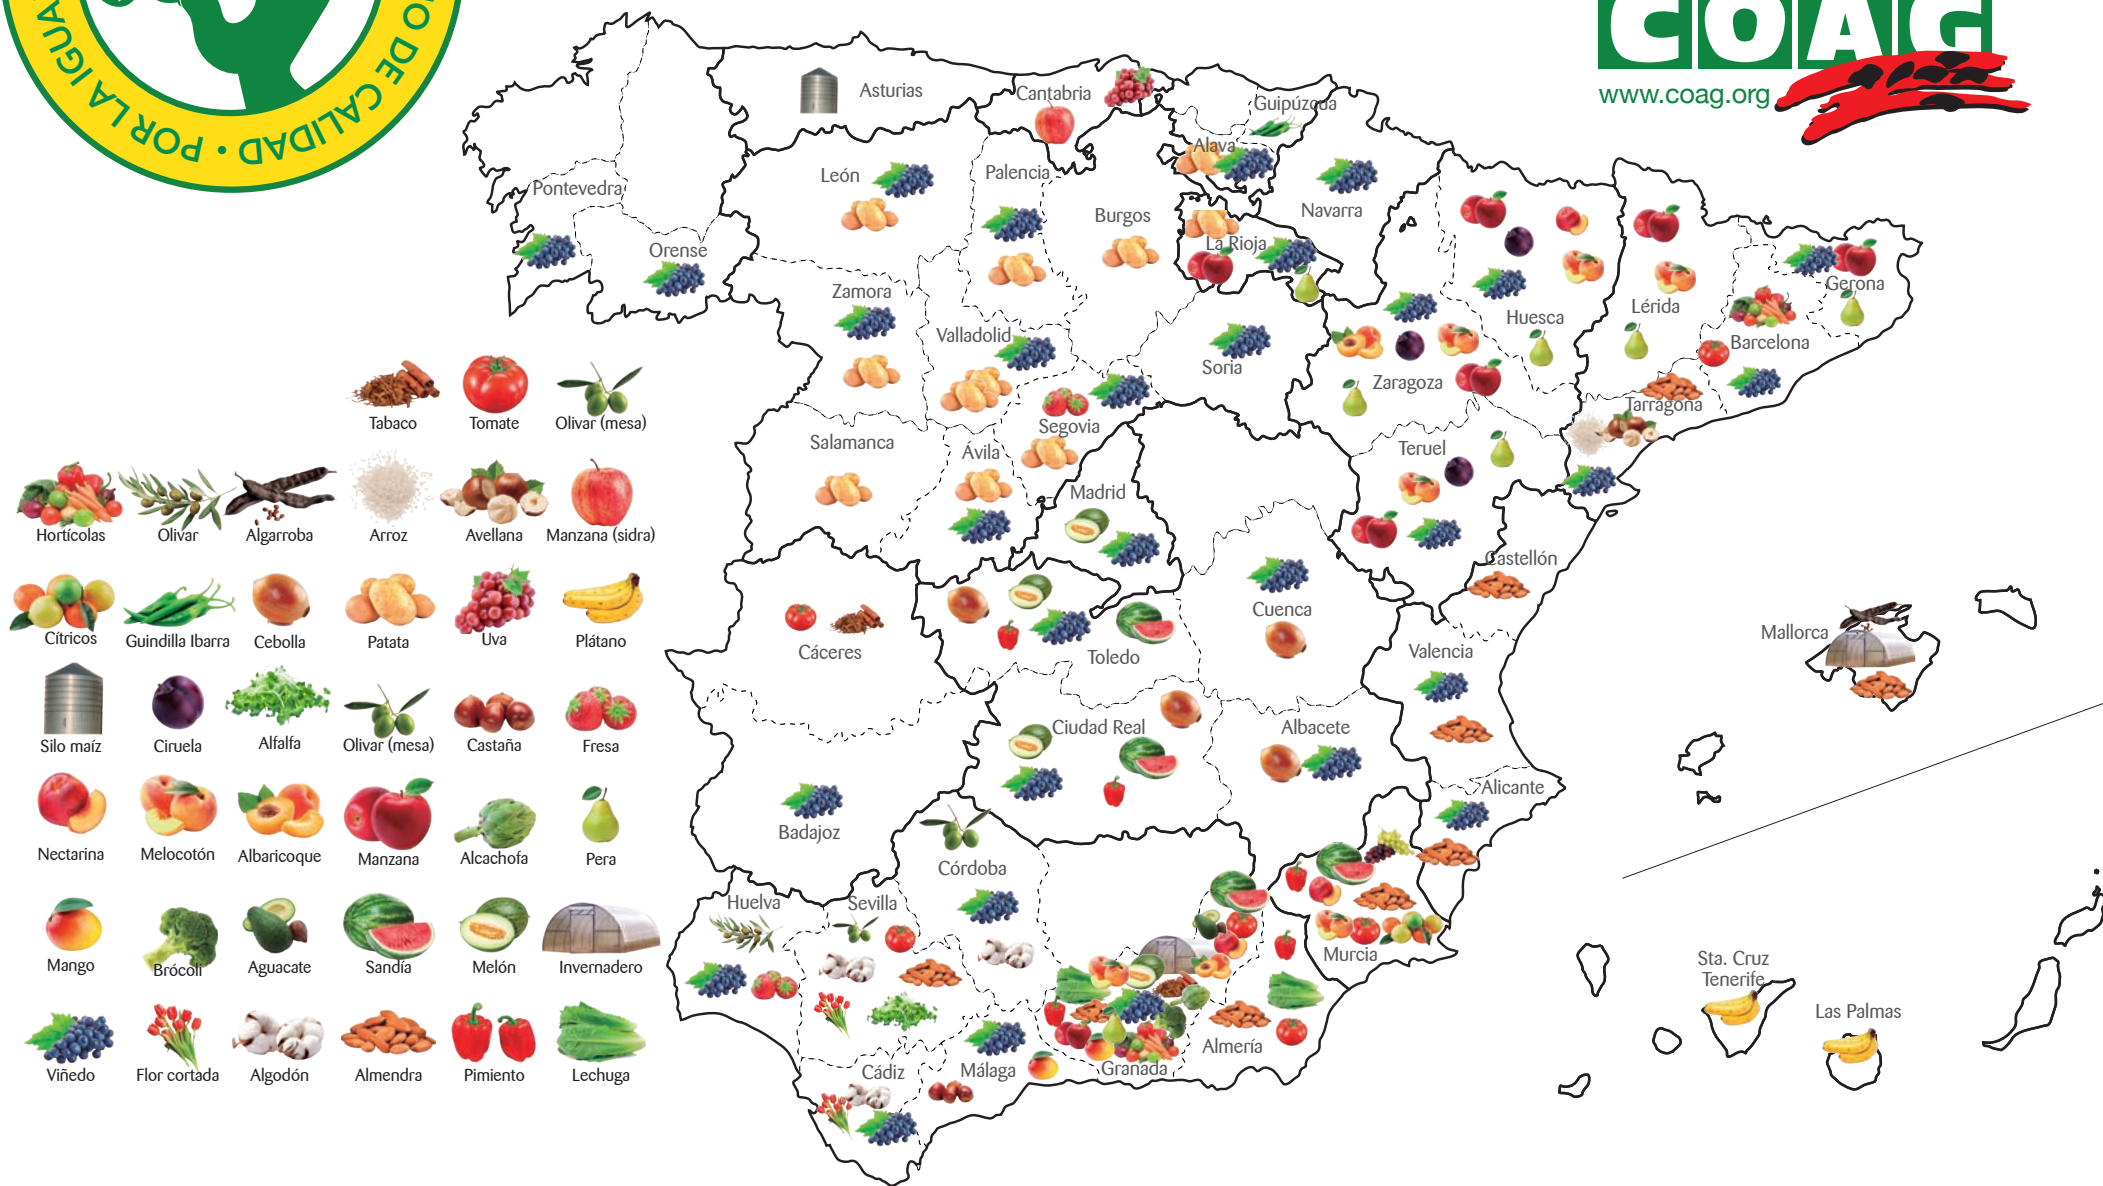 NO DE CALIDAD · POR LA IGUA
COAG
www.coag.org
Asturias
Cantabria
Guipúzcoa
Alava
León
Palencia
Pontevedra
Burgos
Navarra
La Rioja
Orense
Zamora
Gerona
Lérida
Huesca
Valladolid
Barcelona
Soria
Zaragoza
Tarragona
Segovia
Salamanca
Ávila
Teruel
Madrid
Castellón
Cuenca
Mallorca
Cáceres
Toledo
Valencia
Ciudad Real
Albacete
Alicante
Badajoz
Córdoba
Huelva
Sevilla
Murcia
Sta. Cruz
Tenerife
Las Palmas
Almería
Granada
Málaga
Cádiz
Tabaco
Tomate
Olivar (mesa)
Hortícolas
Olivar
Algarroba
Arroz
Avellana
Manzana (sidra)
Cítricos
Guindilla Ibarra
Cebolla
Patata
Uva
Plátano
Silo maíz
Ciruela
Alfalfa
Olivar (mesa)
Castaña
Fresa
Nectarina
Melocotón
Albaricoque
Manzana
Alcachofa
Pera
Mango
Brócoli
Aguacate
Sandía
Melón
Invernadero
Viñedo
Flor cortada
Algodón
Almendra
Pimiento
Lechuga